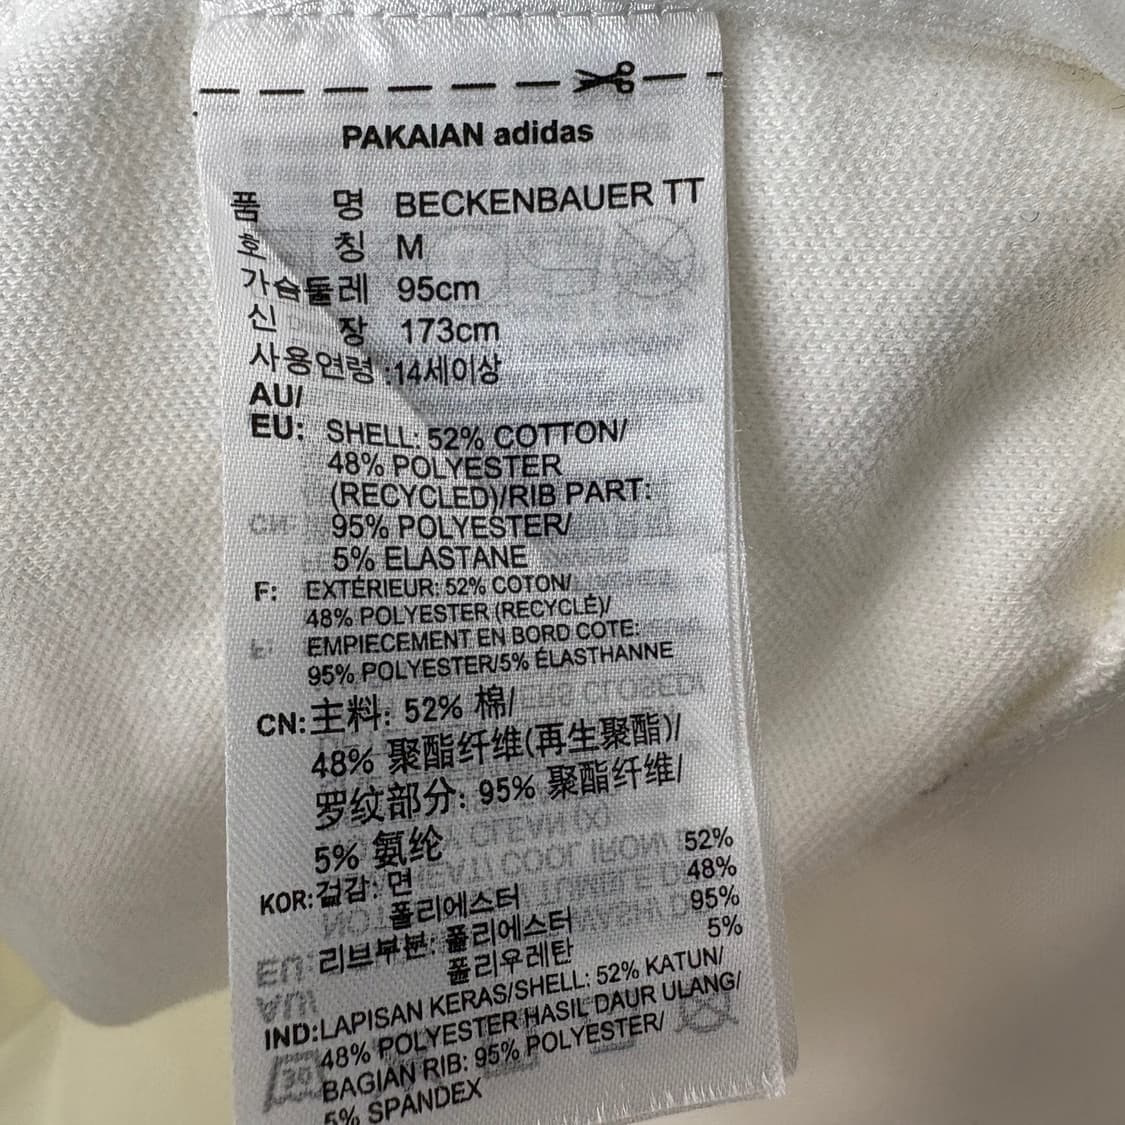 PAKAIAN adidas
품 명 BECKENBAUER TT
호 칭 M
가슴둘레 95cm
신 장 173cm
사용연령 :14세이상
AU/
EU: SHELL: 52% COTTON/
48% POLYESTER
(RECYCLED)/RIB PART:
95% POLYESTER/
5% ELASTANE
F: EXTÉRIEUR: 52% COTON/
48% POLYESTER (RECYCLÉ)/
EMPIECEMENT EN BORD COTE:
95% POLYESTER/5% ÉLASTHANNE
CN:主料: 52% 棉/
48% 聚酯纤维(再生聚酯)/
罗纹部分: 95% 聚酯纤维/
5% 氨纶
KOR:겉감: 면 52%
폴리에스터 48%
리브부분: 폴리에스터 95%
폴리우레탄 5%
IND:LAPISAN KERAS/SHELL: 52% KATUN/
48% POLYESTER HASIL DAUR ULANG/
BAGIAN RIB: 95% POLYESTER/
5% SPANDEX